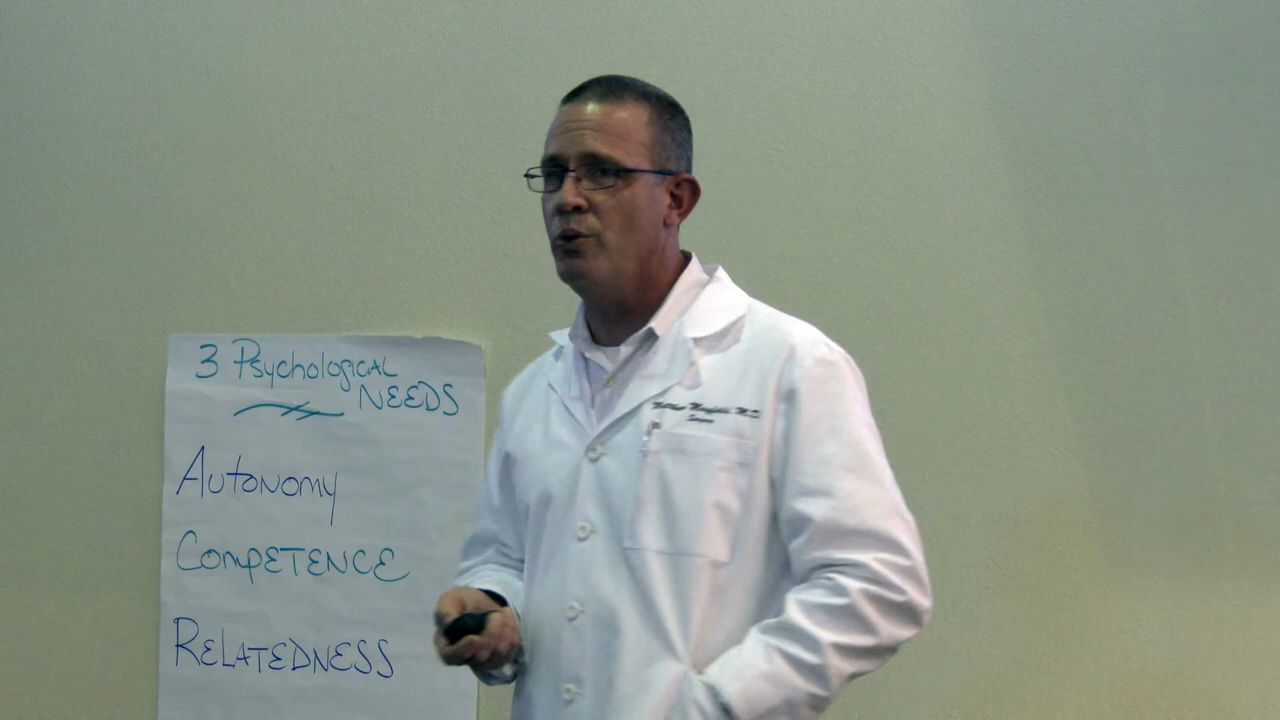 3 Psychological
NEEDS
Autonomy
Competence
Relatedness
M.D.